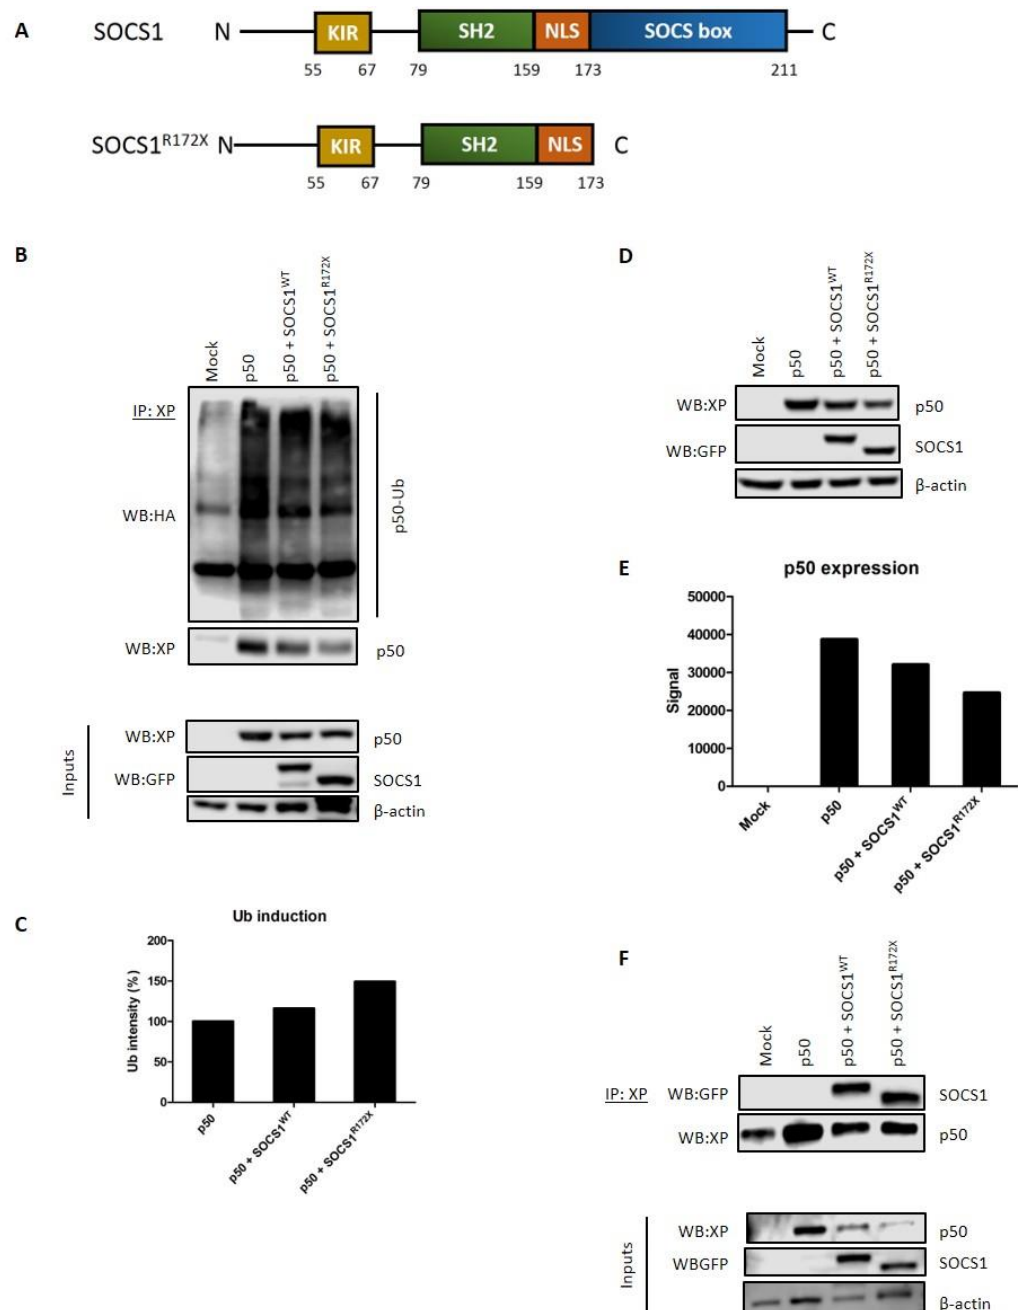 A
SOCS1 N KIR SH2 NLS SOCS box C
55 67 79 159 173 211
SOCS1R172X N KIR SH2 NLS C
55 67 79 159 173
B
Mock
p50
p50 + SOCS1WT
p50 + SOCS1R172X
IP: XP
WB:HA
p50-Ub
WB:XP p50
Inputs
WB:XP p50
WB:GFP SOCS1
β-actin
C
Ub induction
Ub intensity (%)
200
150
100
50
0
p50
p50 + SOCS1WT
p50 + SOCS1R172X
D
Mock
p50
p50 + SOCS1WT
p50 + SOCS1R172X
WB:XP p50
WB:GFP SOCS1
β-actin
E
p50 expression
Signal
50000
40000
30000
20000
10000
0
Mock
p50
p50 + SOCS1WT
p50 + SOCS1R172X
F
Mock
p50
p50 + SOCS1WT
p50 + SOCS1R172X
IP: XP WB:GFP SOCS1
WB:XP p50
Inputs
WB:XP p50
WBGFP SOCS1
β-actin